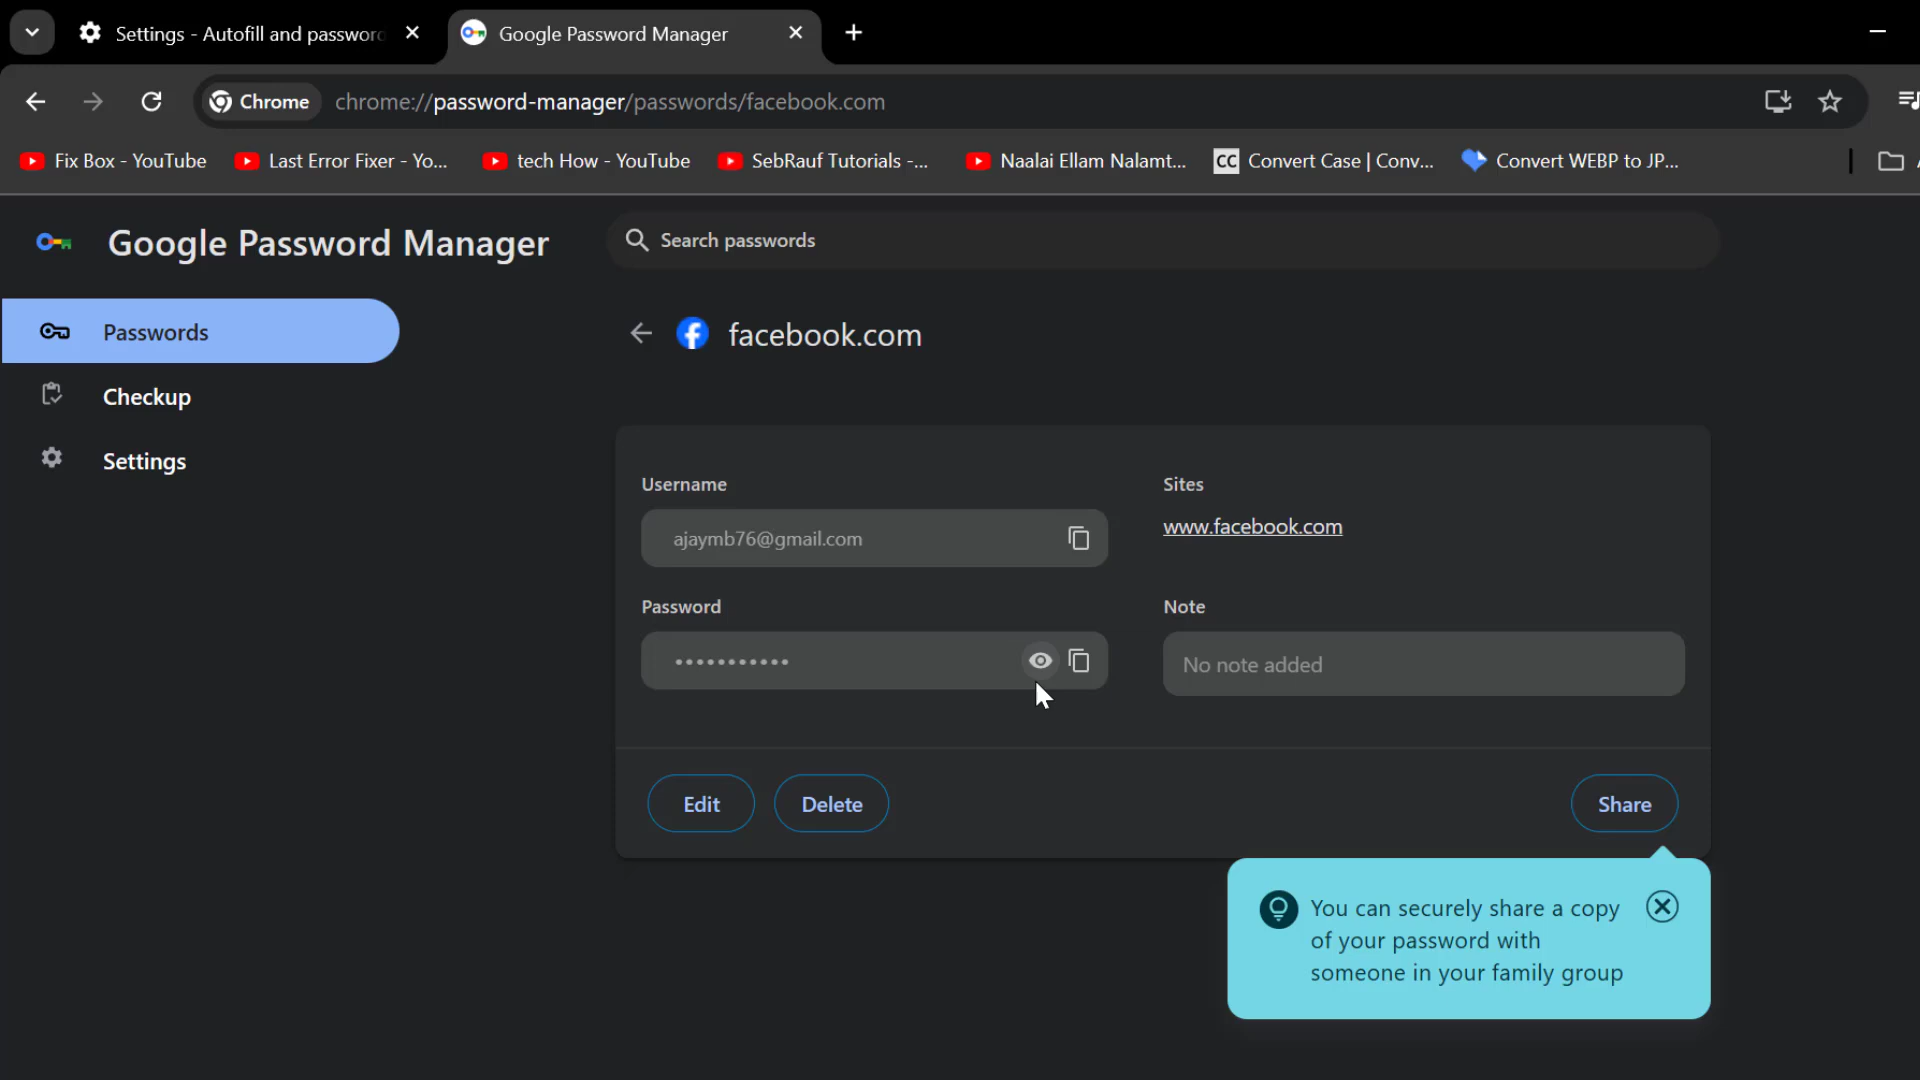 Settings - Autofill and passwor
Google Password Manager
Chrome
chrome://password-manager/passwords/facebook.com
Fix Box - YouTube
Last Error Fixer - Yo...
tech How - YouTube
SebRauf Tutorials -...
Naalai Ellam Nalamt...
CC
Convert Case | Conv...
Convert WEBP to JP...
Google Password Manager
Search passwords
Passwords
Checkup
Settings
facebook.com
Username
ajaymb76@gmail.com
Sites
www.facebook.com
Password
•••••••••••
Note
No note added
Edit
Delete
Share
You can securely share a copy
of your password with
someone in your family group